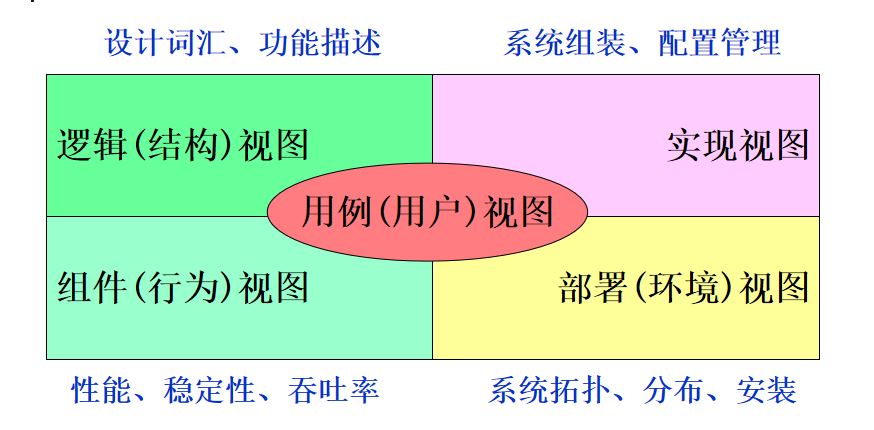 设计词汇、功能描述
系统组装、配置管理
逻辑(结构)视图
实现视图
用例(用户)视图
组件(行为)视图
部署(环境)视图
性能、稳定性、吞吐率
系统拓扑、分布、安装